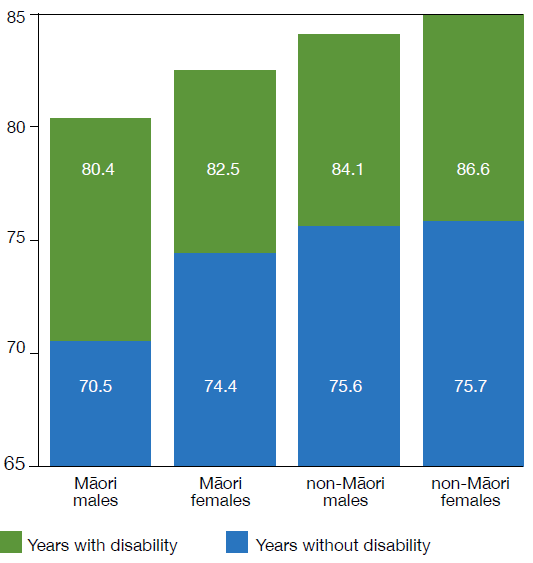 85
80
75
70
65
80.4 82.5 84.1 86.6
70.5 74.4 75.6 75.7
Māori males
Māori females
non-Māori males
non-Māori females
Years with disability
Years without disability